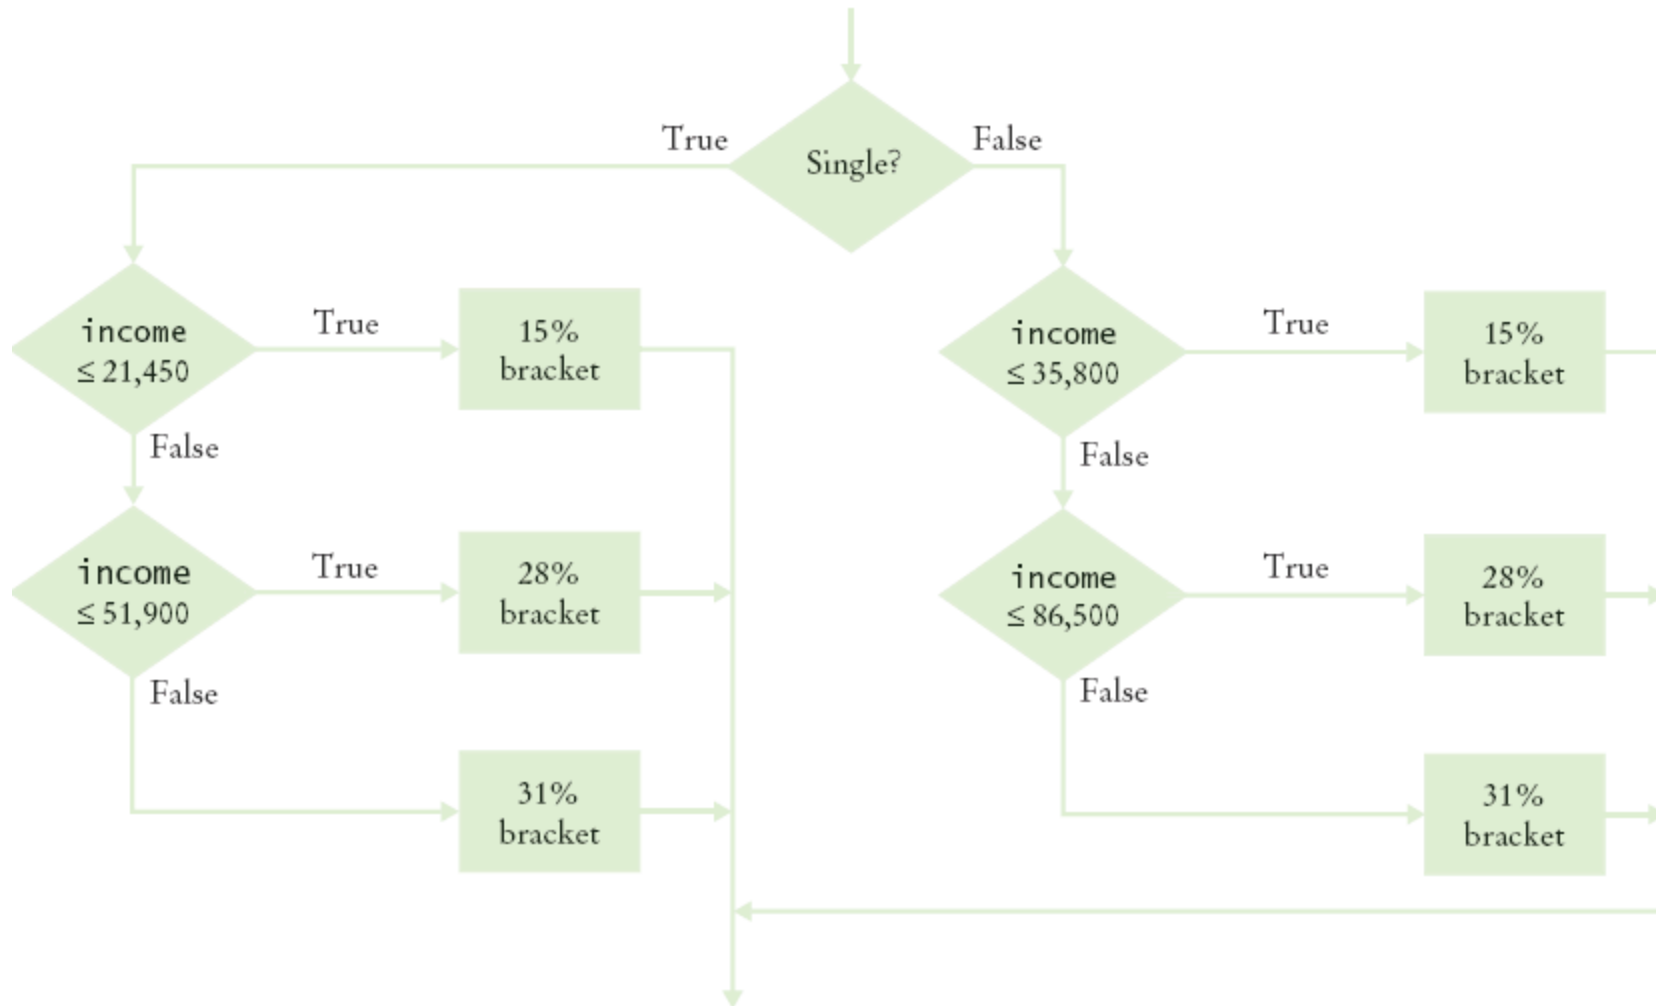 True
Single?
False
income
≤ 21,450
True
15%
bracket
False
income
≤ 51,900
True
28%
bracket
False
31%
bracket
income
≤ 35,800
True
15%
bracket
False
income
≤ 86,500
True
28%
bracket
False
31%
bracket